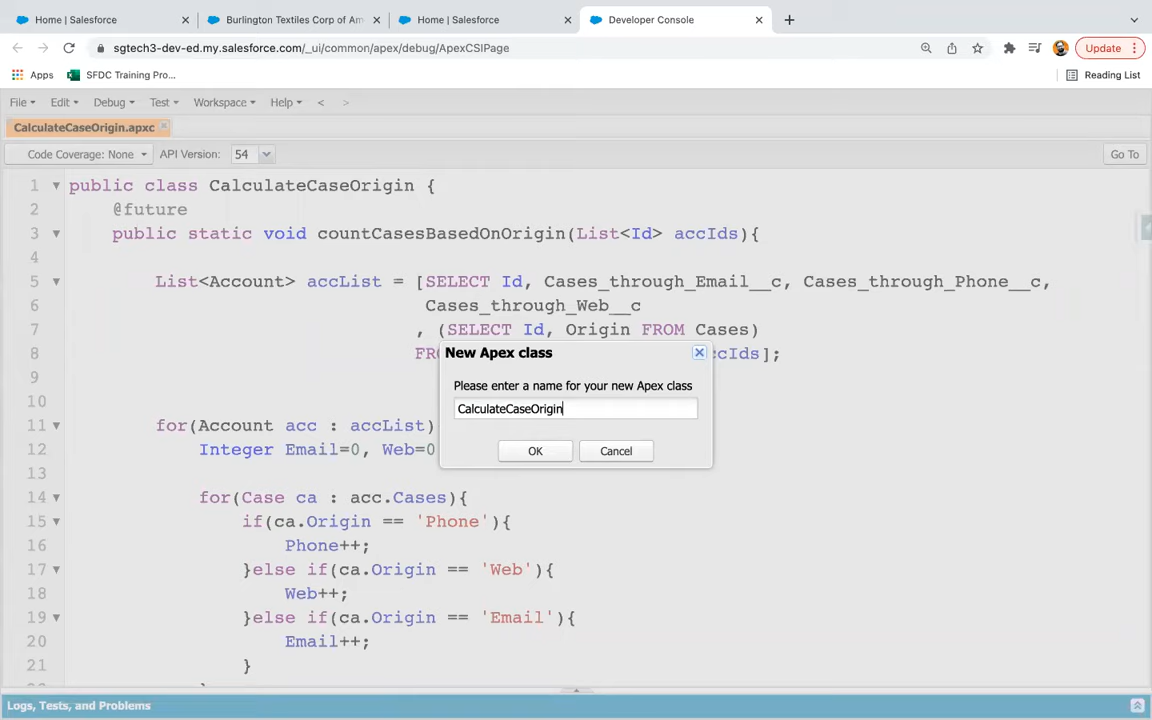 Home | Salesforce
Burlington Textiles Corp of Am
Home | Salesforce
Developer Console
sgtech3-dev-ed.my.salesforce.com/_ui/common/apex/debug/ApexCSIPage
Update
Apps
SFDC Training Pro...
Reading List
File
Edit
Debug
Test
Workspace
Help
<
>
CalculateCaseOrigin.apxc
Code Coverage: None
API Version:
54
Go To
1 public class CalculateCaseOrigin {
2 @future
3 public static void countCasesBasedOnOrigin(List<Id> accIds){
4
5 List<Account> accList = [SELECT Id, Cases_through_Email__c, Cases_through_Phone__c,
6 Cases_through_Web__c
7 , (SELECT Id, Origin FROM Cases)
8 ccIds];
9
10
11 for(Account acc : accList)
12 Integer Email=0, Web=0
13
14 for(Case ca : acc.Cases){
15 if(ca.Origin == 'Phone'){
16 Phone++;
17 }else if(ca.Origin == 'Web'){
18 Web++;
19 }else if(ca.Origin == 'Email'){
20 Email++;
21 }
New Apex class
Please enter a name for your new Apex class
CalculateCaseOrigin
OK
Cancel
Logs, Tests, and Problems